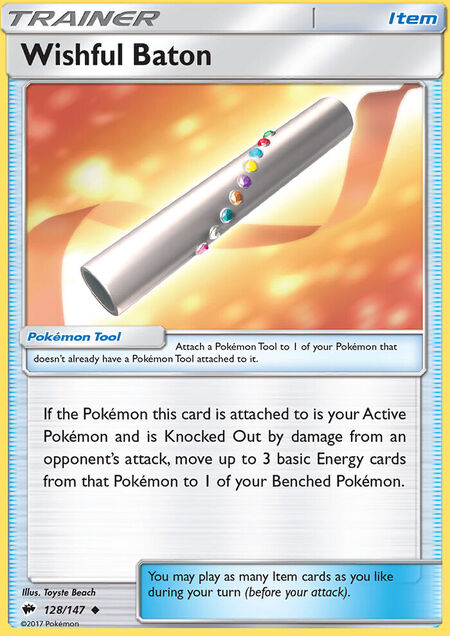 TRAINER Item
Wishful Baton
Pokémon Tool
Attach a Pokémon Tool to 1 of your Pokémon that
doesn't already have a Pokémon Tool attached to it.
If the Pokémon this card is attached to is your Active
Pokémon and is Knocked Out by damage from an
opponent's attack, move up to 3 basic Energy cards
from that Pokémon to 1 of your Benched Pokémon.
You may play as many Item cards as you like
during your turn (before your attack).
Illus. Toyste Beach
128/147
©2017 Pokémon